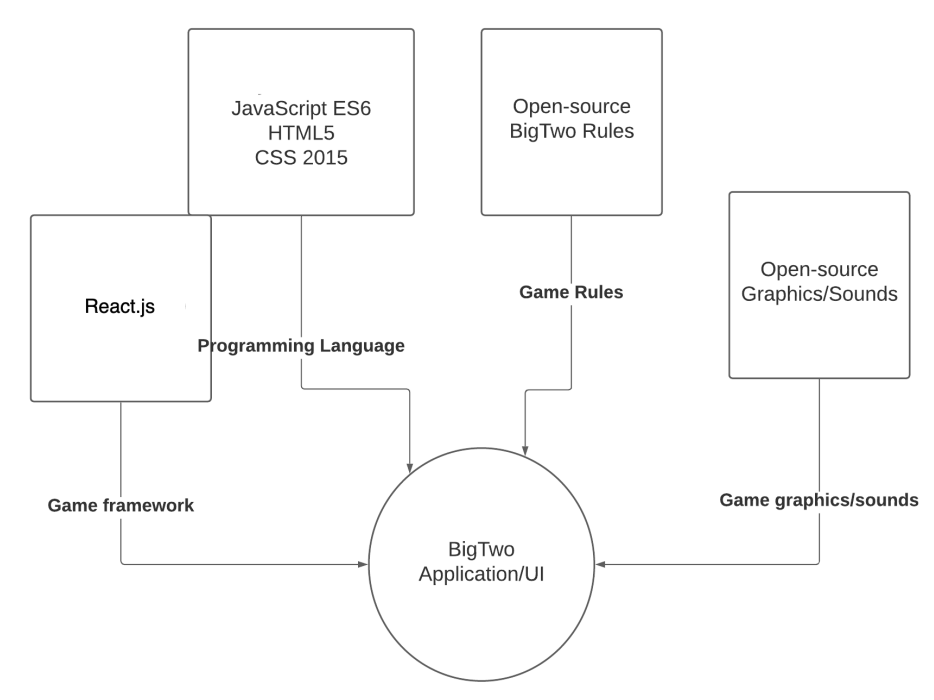 JavaScript ES6
HTML5
CSS 2015
Open-source
BigTwo Rules
Open-source
Graphics/Sounds
React.js
Game Rules
Programming Language
Game framework
Game graphics/sounds
BigTwo
Application/UI